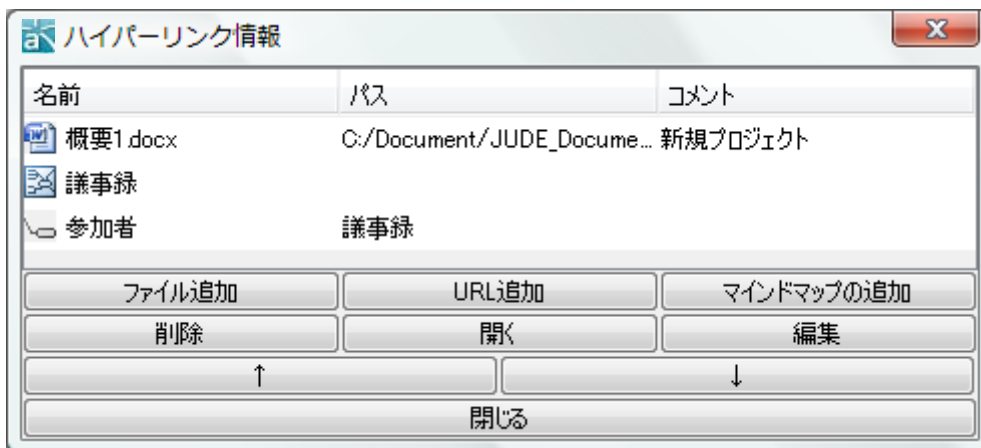 ハイパーリンク情報
名前 パス コメント
概要1.docx C:/Document/JUDE_Docume... 新規プロジェクト
議事録
参加者 議事録
ファイル追加 URL追加 マインドマップの追加
削除 開く 編集
↑ ↓
閉じる